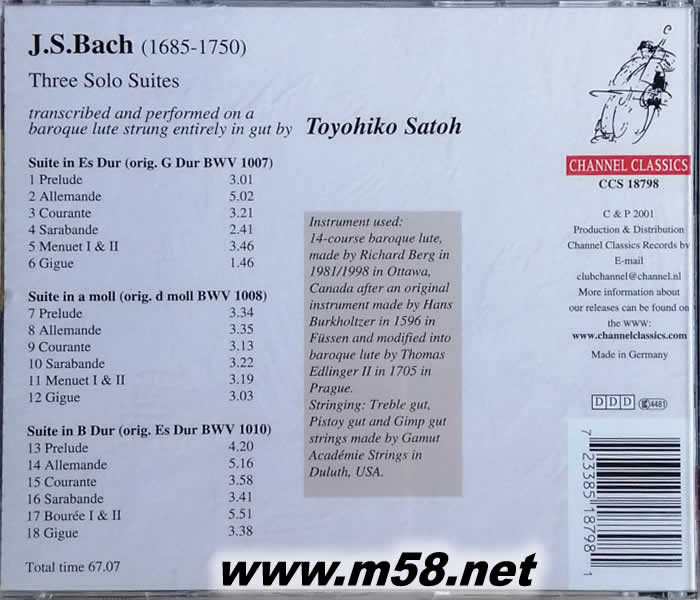 J.S.Bach (1685-1750)
Three Solo Suites
transcribed and performed on a
baroque lute strung entirely in gut by Toyohiko Satoh
Suite in Es Dur (orig. G Dur BWV 1007)
1 Prelude 3.01
2 Allemande 5.02
3 Courante 3.21
4 Sarabande 2.41
5 Menuet I & II 3.46
6 Gigue 1.46
Suite in a moll (orig. d moll BWV 1008)
7 Prelude 3.34
8 Allemande 3.35
9 Courante 3.13
10 Sarabande 3.22
11 Menuet I & II 3.19
12 Gigue 3.03
Suite in B Dur (orig. Es Dur BWV 1010)
13 Prelude 4.20
14 Allemande 5.16
15 Courante 3.58
16 Sarabande 3.41
17 Bourée I & II 5.51
18 Gigue 3.38
Total time 67.07
Instrument used:
14-course baroque lute,
made by Richard Berg in
1981/1998 in Ottawa,
Canada after an original
instrument made by Hans
Burkholtzer in 1596 in
Füssen and modified into
baroque lute by Thomas
Edlinger II in 1705 in
Prague.
Stringing: Treble gut,
Pistoy gut and Gimp gut
strings made by Gamut
Académie Strings in
Duluth, USA.
CHANNEL CLASSICS
CCS 18798
C & P 2001
Production & Distribution
Channel Classics Records bv
E-mail
clubchannel@channel.nl
More information about
our releases can be found on
the WWW:
www.channelclassics.com
Made in Germany
DDD 4481
7 23385 18798 1
www.m58.net